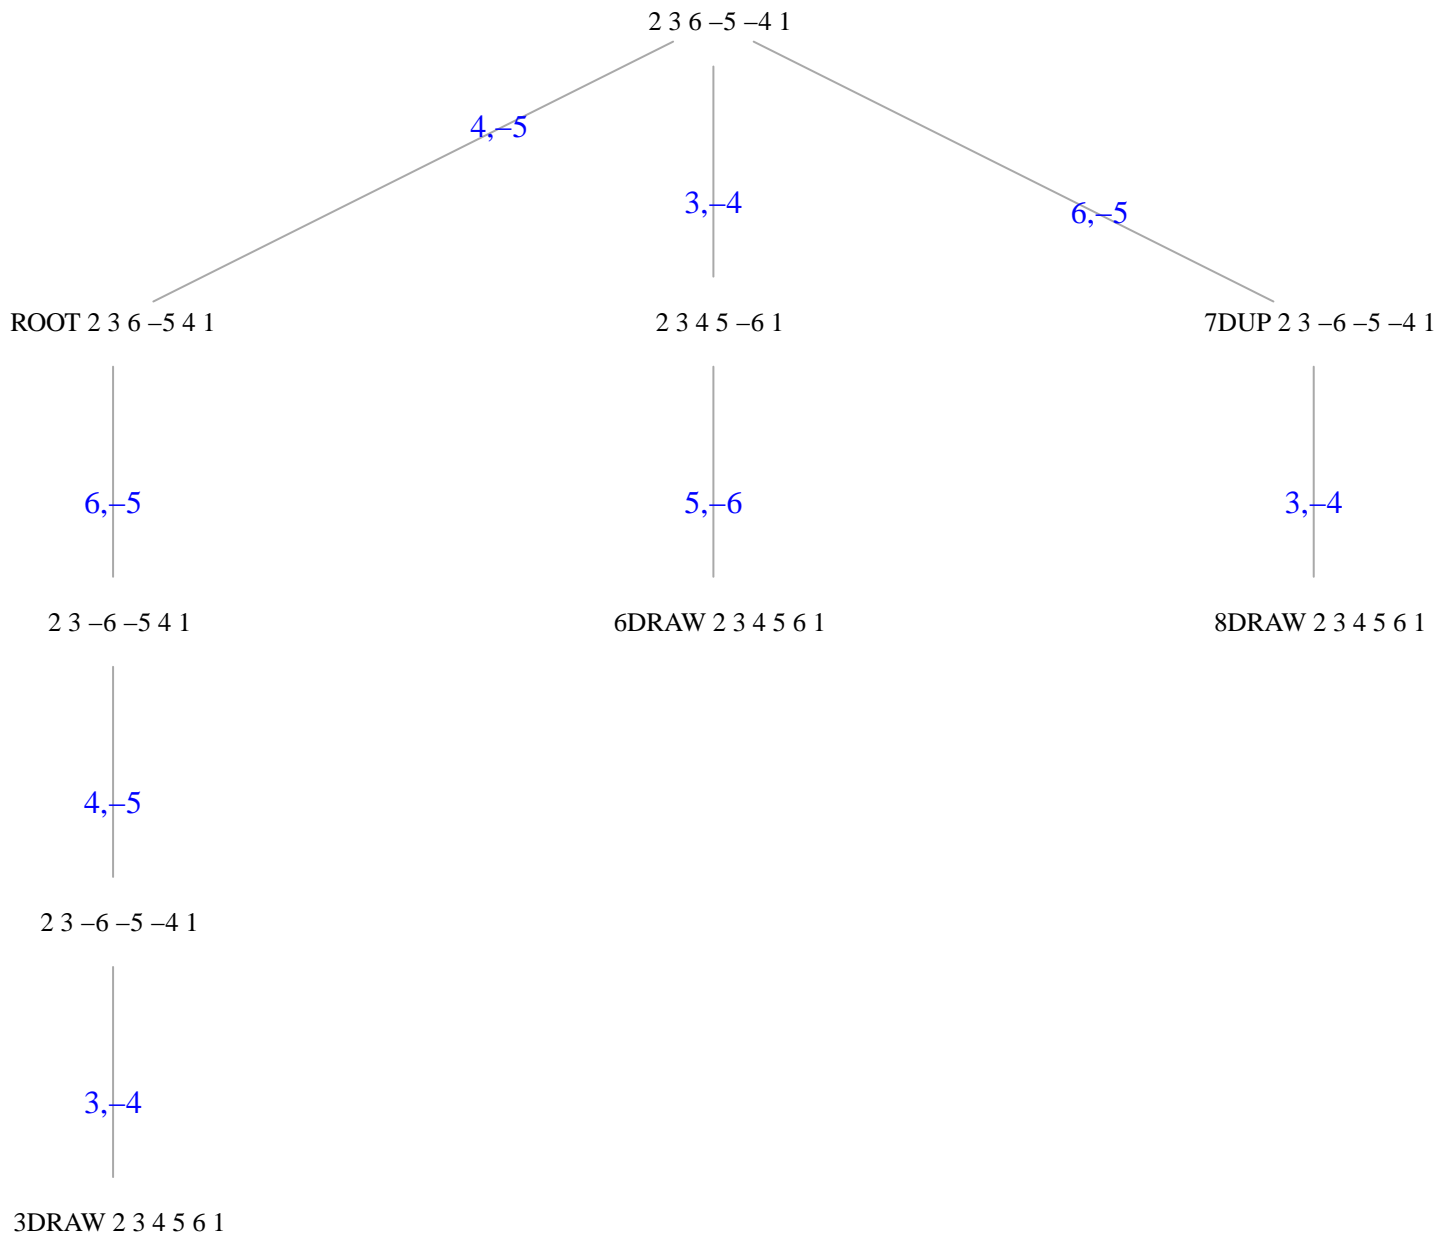 2 3 6 –5 –4 1
4,–5
3,–4
6,–5
ROOT 2 3 6 –5 4 1
2 3 4 5 –6 1
7DUP 2 3 –6 –5 –4 1
6,–5
5,–6
3,–4
2 3 –6 –5 4 1
6DRAW 2 3 4 5 6 1
8DRAW 2 3 4 5 6 1
4,–5
2 3 –6 –5 –4 1
3,–4
3DRAW 2 3 4 5 6 1